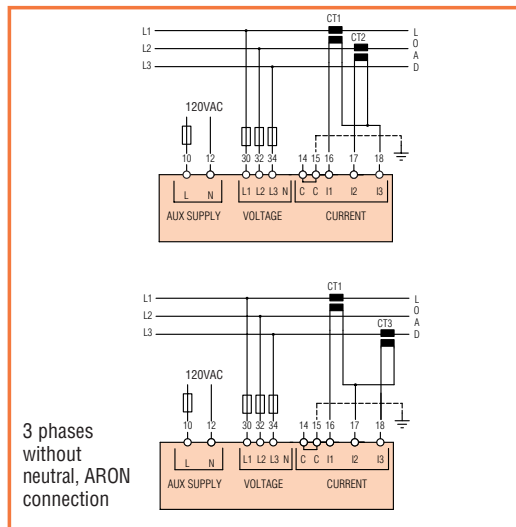 CT1
L1
L
L2
CT2
O
A
L3
D
120VAC
10 12 30 32 34 14 15 16 17 18
L N L1 L2 L3 N C C I1 I2 I3
AUX SUPPLY VOLTAGE CURRENT
CT1
L1
L
L2
O
A
L3
CT3
D
120VAC
10 12 30 32 34 14 15 16 17 18
L N L1 L2 L3 N C C I1 I2 I3
AUX SUPPLY VOLTAGE CURRENT
3 phases
without
neutral, ARON
connection